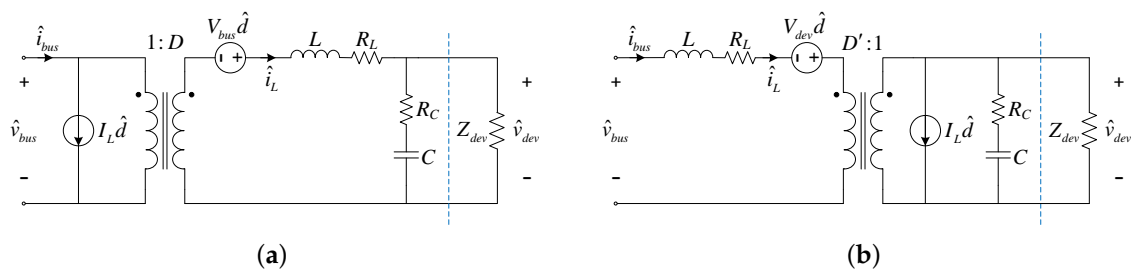 î_bus 1:D V_bus d̂ L R_L
î_L
+ +
v̂_bus I_L d̂ R_C Z_dev v̂_dev
C
- -
(a)
î_bus L R_L V_dev d̂ D′:1
î_L
+ +
v̂_bus I_L d̂ R_C Z_dev v̂_dev
C
- -
(b)